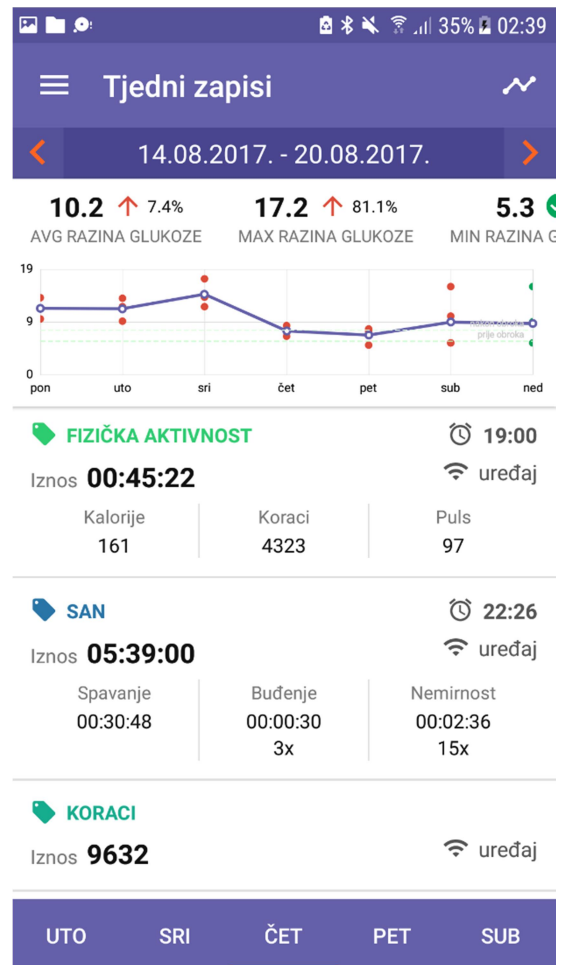 35% 02:39
Tjedni zapisi
14.08.2017. - 20.08.2017.
10.2 7.4% 17.2 81.1% 5.3
AVG RAZINA GLUKOZE MAX RAZINA GLUKOZE MIN RAZINA G
19
9
0
nakon obroka
prije obroka
pon uto sri čet pet sub ned
FIZIČKA AKTIVNOST 19:00
Iznos 00:45:22 uređaj
Kalorije Koraci Puls
161 4323 97
SAN 22:26
Iznos 05:39:00 uređaj
Spavanje Buđenje Nemirnost
00:30:48 00:00:30 00:02:36
3x 15x
KORACI
Iznos 9632 uređaj
UTO SRI ČET PET SUB